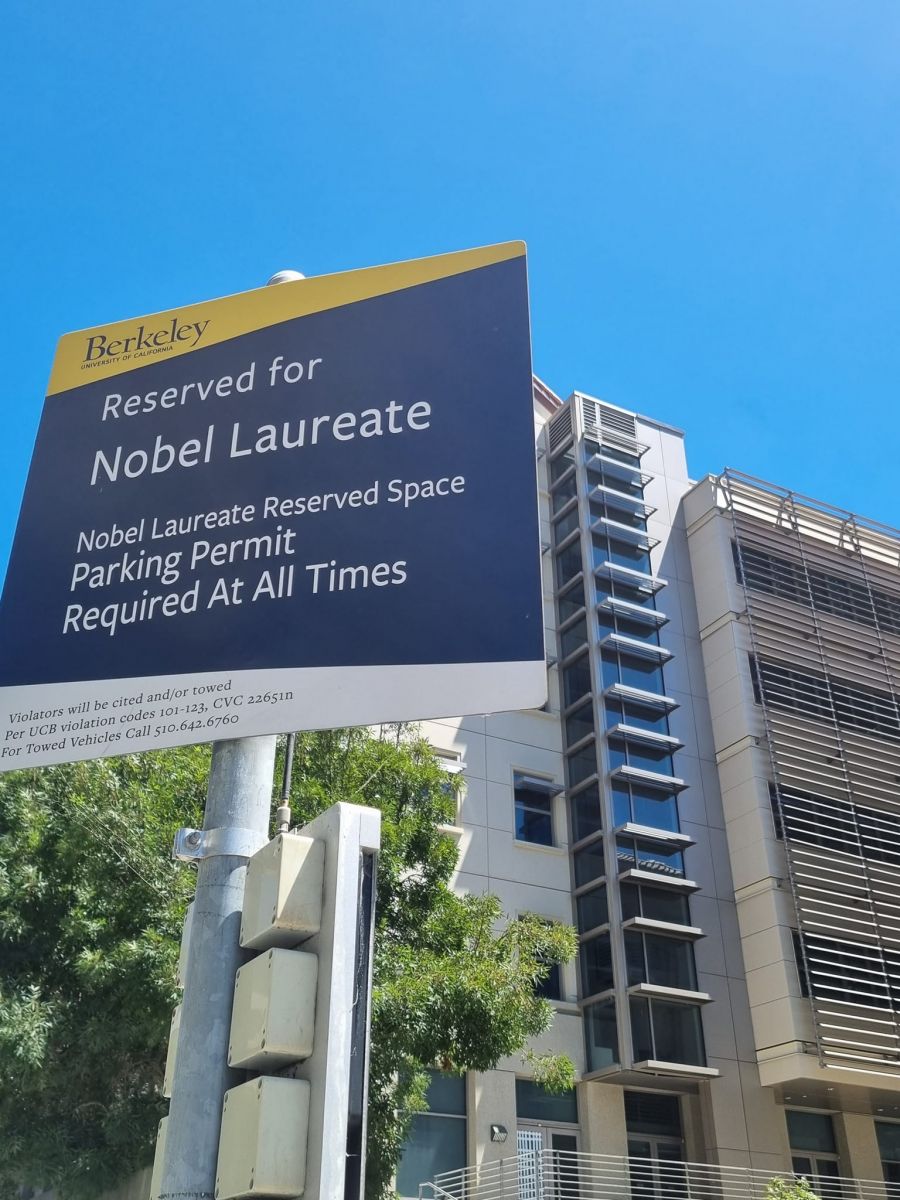 Berkeley
UNIVERSITY OF CALIFORNIA
Reserved for
Nobel Laureate
Nobel Laureate Reserved Space
Parking Permit
Required At All Times
Violators will be cited and/or towed
Per UCB violation codes 101-123, CVC 22651n
For Towed Vehicles Call 510.642.6760